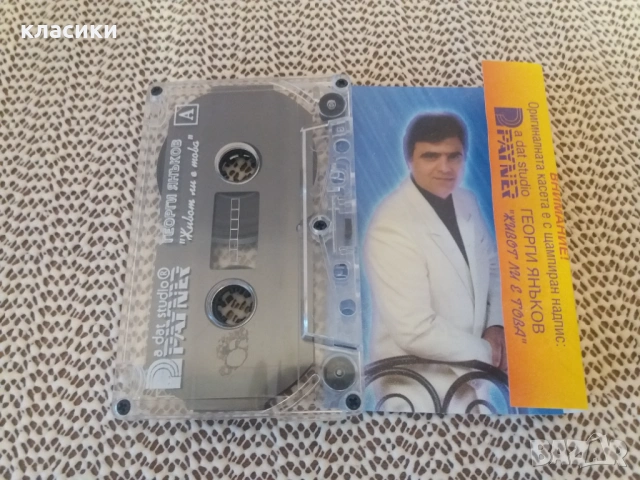 класики
A
ГЕОРГИ ЯНЬКОВ
"Живот ли е това"
a dat studio®
PAYNER
ВНИМАНИЕ!
Оригиналната касета е с щампиран надпис:
a dat studio
PAYNER
ГЕОРГИ ЯНЬКОВ
"ЖИВОТ ЛИ Е ТОВА"
BAZAR